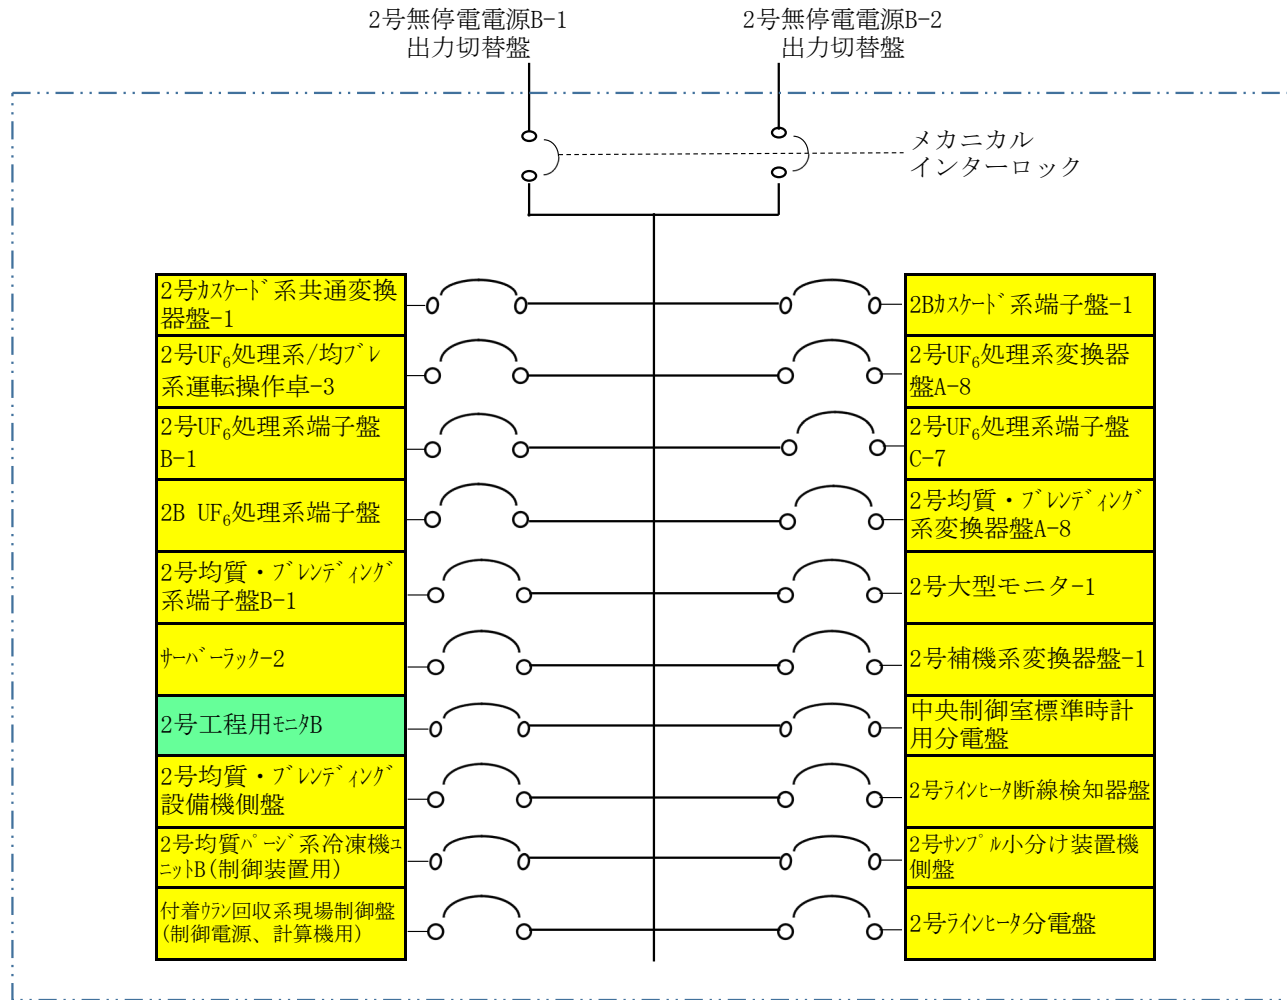 2号無停電電源B-1
出力切替盤
2号無停電電源B-2
出力切替盤
メカニカル
インターロック
2号ｶｽｹｰﾄﾞ系共通変換
器盤-1
2号UF₆処理系/均ﾌﾞﾚ
系運転操作卓-3
2号UF₆処理系端子盤
B-1
2B UF₆処理系端子盤
2号均質・ﾌﾞﾚﾝﾃﾞｨﾝｸﾞ
系端子盤B-1
ｻｰﾊﾞｰﾗｯｸ-2
2号工程用ﾓﾆﾀB
2号均質・ﾌﾞﾚﾝﾃﾞｨﾝｸﾞ
設備機側盤
2号均質ﾊﾟｰｼﾞ系冷凍機ﾕ
ﾆｯﾄB(制御装置用)
付着ｳﾗﾝ回収系現場制御盤
(制御電源、計算機用)
2Bｶｽｹｰﾄﾞ系端子盤-1
2号UF₆処理系変換器
盤A-8
2号UF₆処理系端子盤
C-7
2号均質・ﾌﾞﾚﾝﾃﾞｨﾝｸﾞ
系変換器盤A-8
2号大型モニタ-1
2号補機系変換器盤-1
中央制御室標準時計
用分電盤
2号ﾗｲﾝﾋｰﾀ断線検知器盤
2号ｻﾝﾌﾟﾙ小分け装置機
側盤
2号ﾗｲﾝﾋｰﾀ分電盤